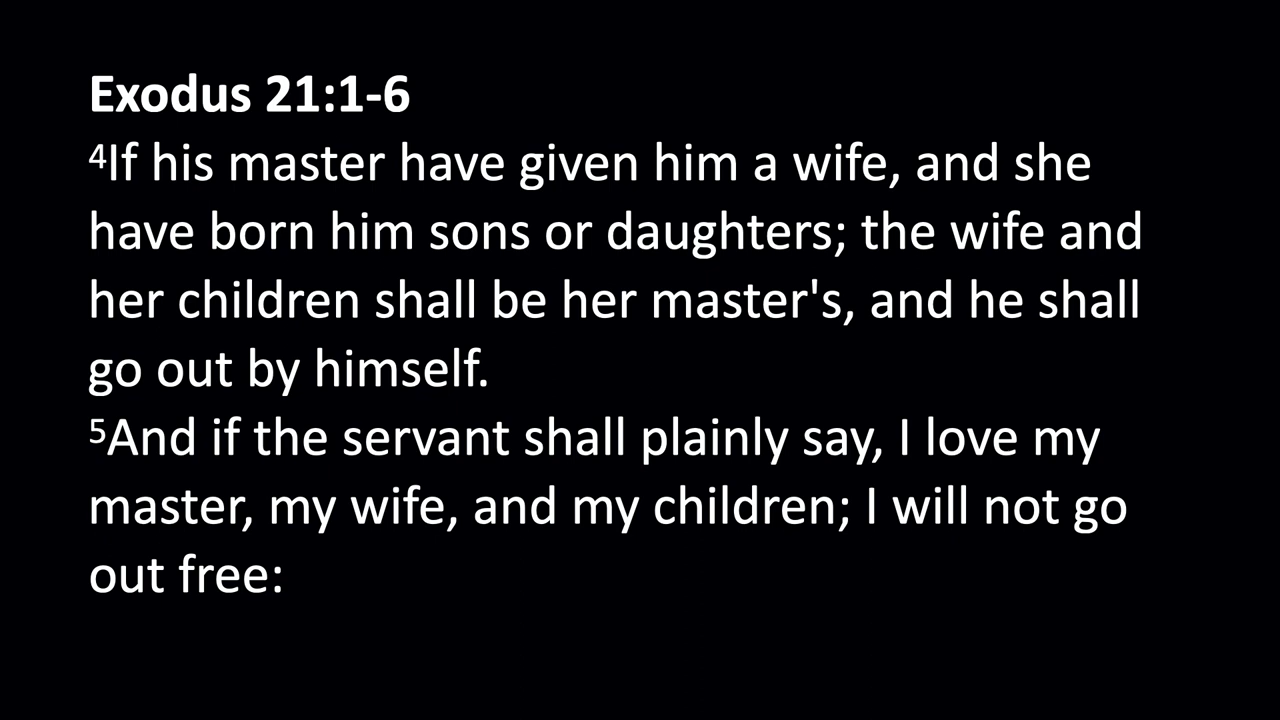 Exodus 21:1-6
⁴If his master have given him a wife, and she
have born him sons or daughters; the wife and
her children shall be her master's, and he shall
go out by himself.
⁵And if the servant shall plainly say, I love my
master, my wife, and my children; I will not go
out free: